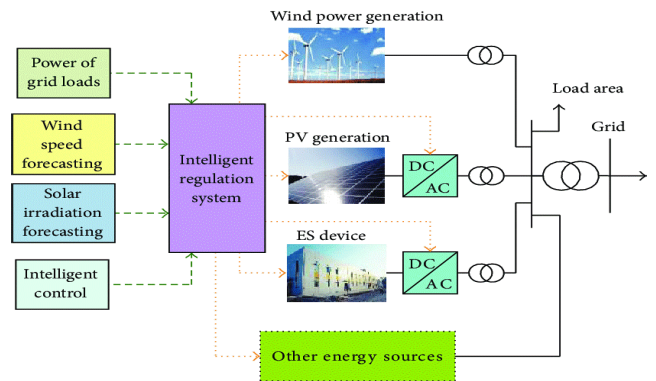 Wind power generation
Power of
grid loads
Load area
Wind
speed
forecasting
Grid
PV generation
Intelligent
regulation
system
DC
AC
Solar
irradiation
forecasting
ES device
DC
AC
Intelligent
control
Other energy sources